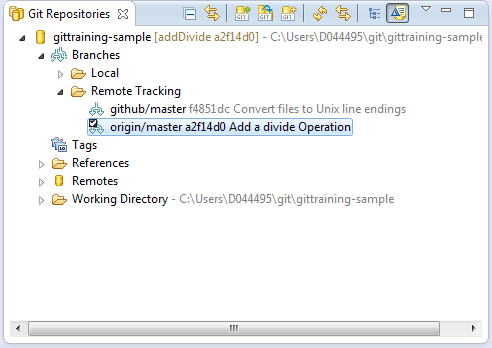 Git Repositories
gittraining-sample [addDivide a2f14d0] - C:\Users\D044495\git\gittraining-sample
Branches
Local
Remote Tracking
github/master f4851dc Convert files to Unix line endings
origin/master a2f14d0 Add a divide Operation
Tags
References
Remotes
Working Directory - C:\Users\D044495\git\gittraining-sample